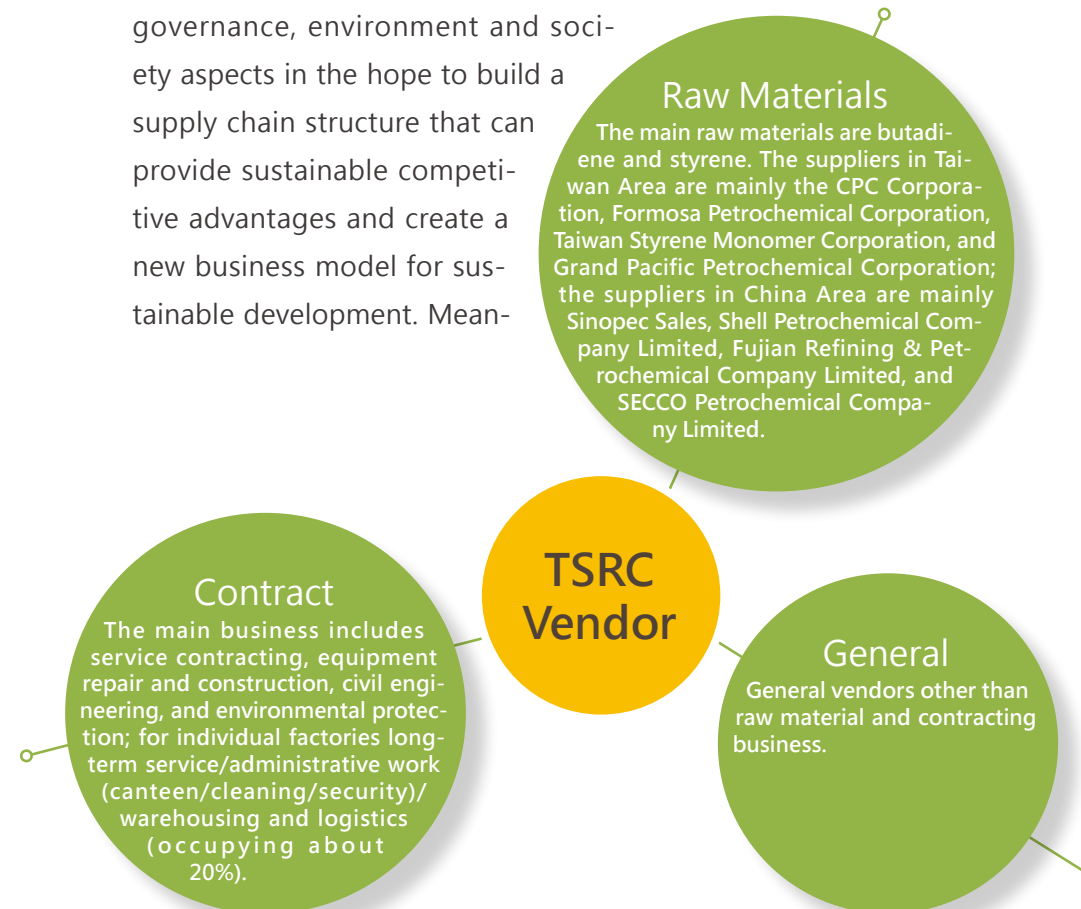 governance, environment and soci-
ety aspects in the hope to build a
supply chain structure that can
provide sustainable competi-
tive advantages and create a
new business model for sus-
tainable development. Mean-
Raw Materials
The main raw materials are butadi-
ene and styrene. The suppliers in Tai-
wan Area are mainly the CPC Corpora-
tion, Formosa Petrochemical Corporation,
Taiwan Styrene Monomer Corporation, and
Grand Pacific Petrochemical Corporation;
the suppliers in China Area are mainly
Sinopec Sales, Shell Petrochemical Com-
pany Limited, Fujian Refining & Pet-
rochemical Company Limited, and
SECCO Petrochemical Compa-
ny Limited.
TSRC
Vendor
Contract
The main business includes
service contracting, equipment
repair and construction, civil engi-
neering, and environmental protec-
tion; for individual factories long-
term service/administrative work
(canteen/cleaning/security)/
warehousing and logistics
(occupying about
20%).
General
General vendors other than
raw material and contracting
business.